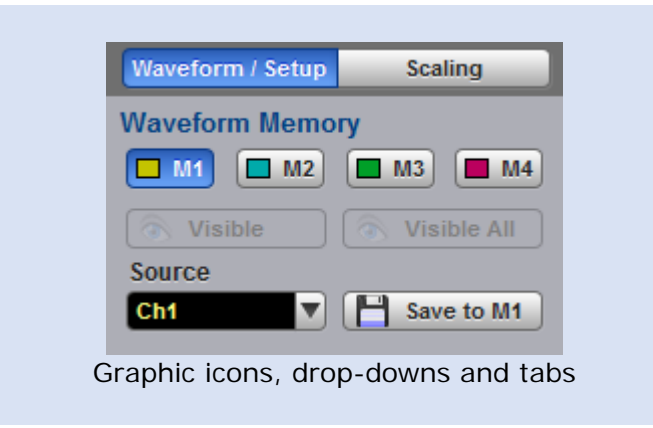 Waveform / Setup Scaling
Waveform Memory
M1 M2 M3 M4
Visible Visible All
Source
Ch1 Save to M1
Graphic icons, drop-downs and tabs